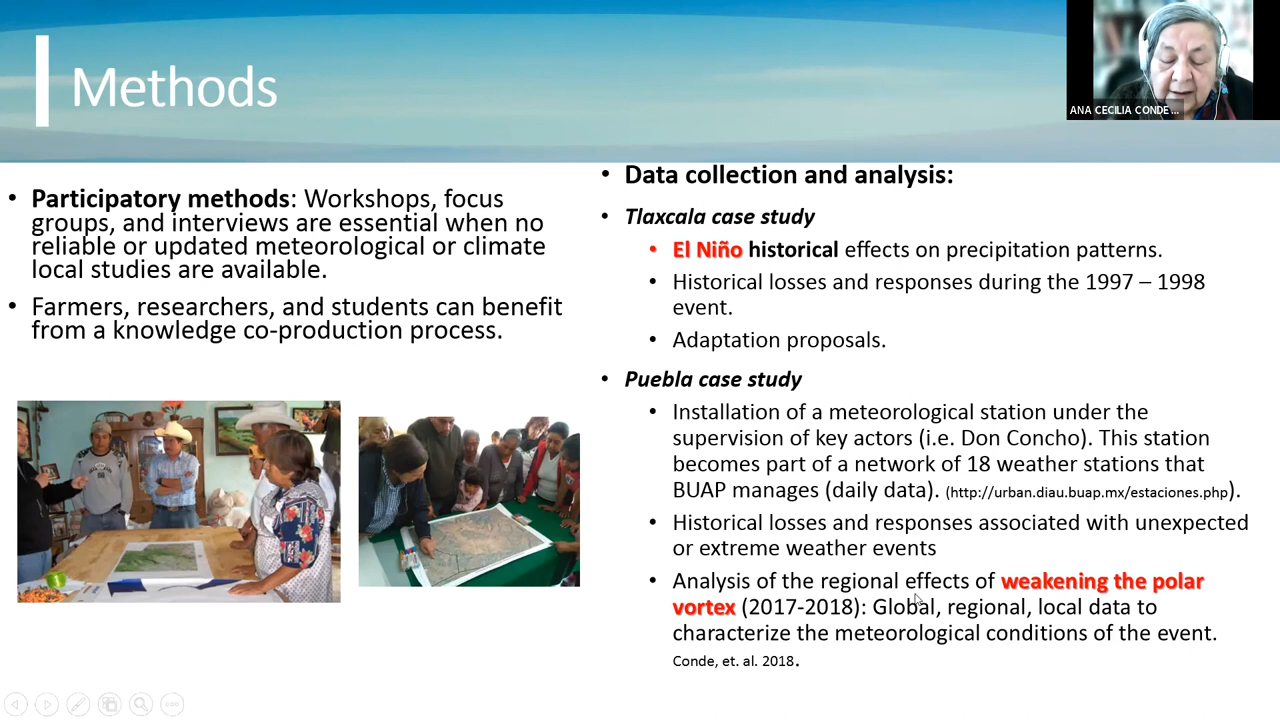 Methods
ANA CECILIA CONDE...
• Participatory methods: Workshops, focus
groups, and interviews are essential when no
reliable or updated meteorological or climate
local studies are available.
• Farmers, researchers, and students can benefit
from a knowledge co-production process.
• Data collection and analysis:
• Tlaxcala case study
• El Niño historical effects on precipitation patterns.
• Historical losses and responses during the 1997 – 1998
event.
• Adaptation proposals.
• Puebla case study
• Installation of a meteorological station under the
supervision of key actors (i.e. Don Concho). This station
becomes part of a network of 18 weather stations that
BUAP manages (daily data). (http://urban.diau.buap.mx/estaciones.php).
• Historical losses and responses associated with unexpected
or extreme weather events
• Analysis of the regional effects of weakening the polar
vortex (2017-2018): Global, regional, local data to
characterize the meteorological conditions of the event.
Conde, et. al. 2018.